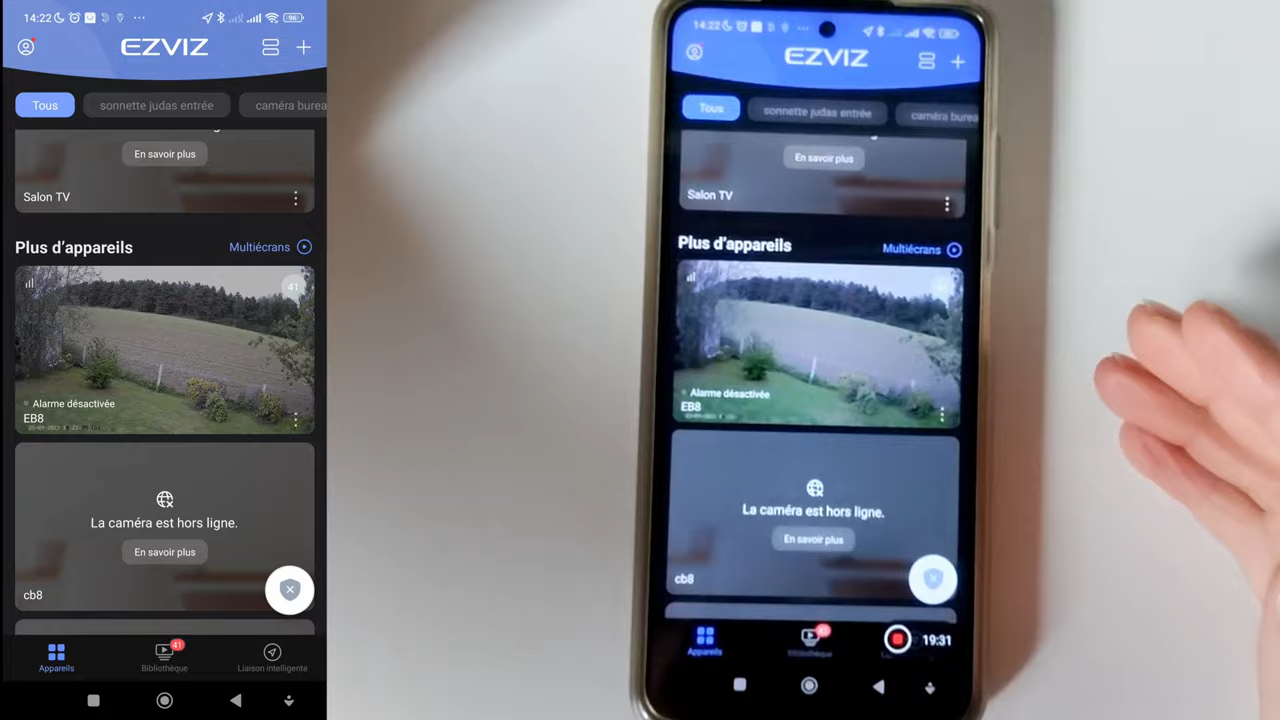 14:22
96
EZVIZ
Tous
sonnette judas entrée
caméra burea
En savoir plus
Salon TV
Plus d'appareils
Multiécrans
41
Alarme désactivée
EB8
La caméra est hors ligne.
En savoir plus
cb8
Appareils
41
Bibliothèque
Liaison intelligente
14:22
EZVIZ
Tous
sonnette judas entrée
caméra burea
En savoir plus
Salon TV
Plus d'appareils
Multiécrans
Alarme désactivée
EB8
La caméra est hors ligne.
En savoir plus
cb8
Appareils
Bibliothèque
19:31